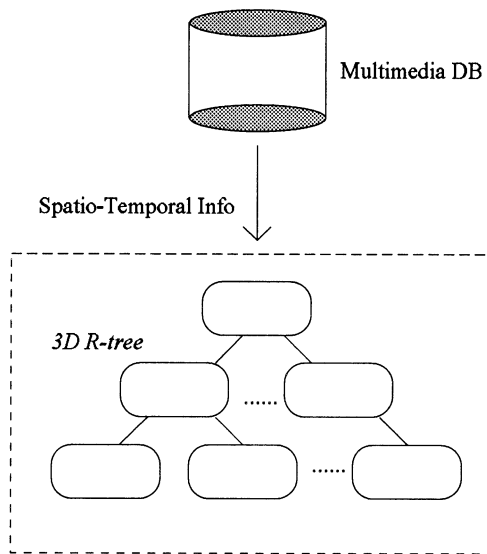 Multimedia DB
Spatio-Temporal Info
3D R-tree
......
......